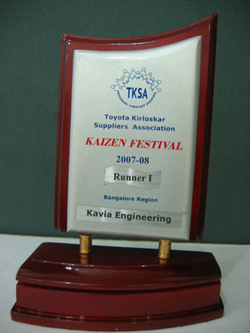 TKSA
Toyota Kirloskar
Suppliers Association
KAIZEN FESTIVAL
2007-08
Runner I
Bangalore Region
Kavia Engineering